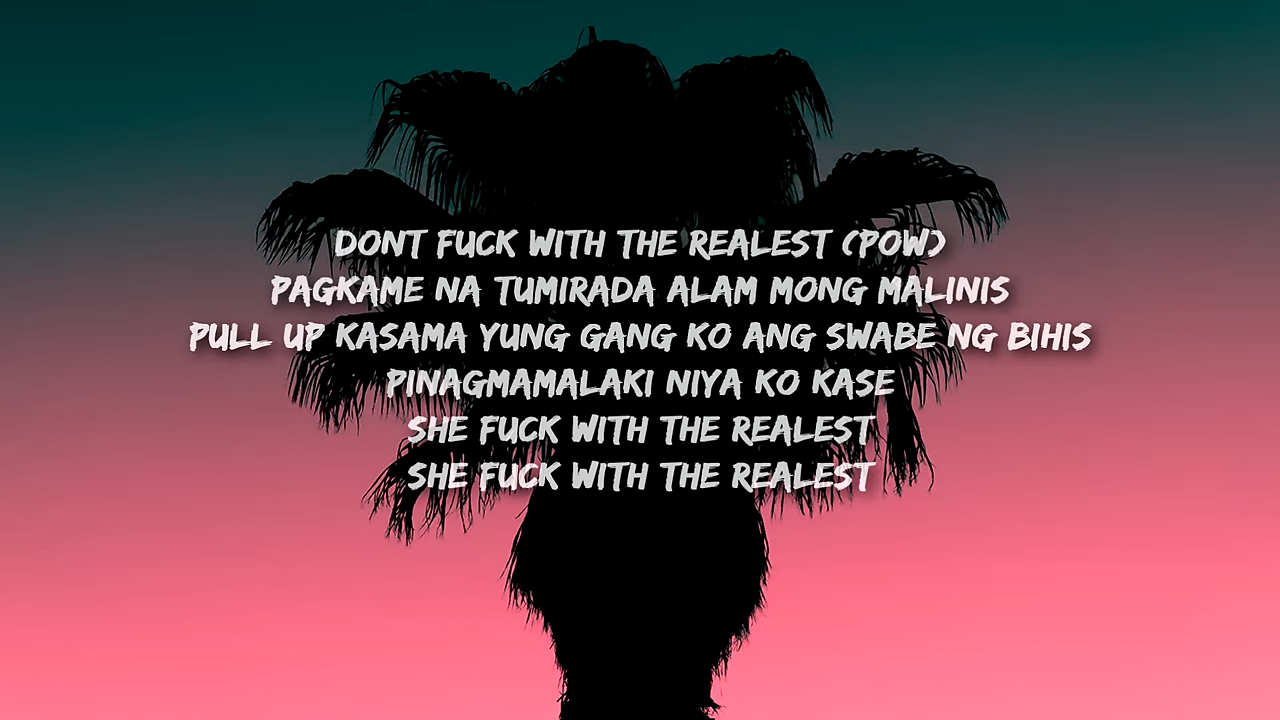 DONT FUCK WITH THE REALEST (POW)
PAGKAME NA TUMIRADA ALAM MONG MALINIS
PULL UP KASAMA YUNG GANG KO ANG SWABE NG BIHIS
PINAGMAMALAKI NIYA KO KASE
SHE FUCK WITH THE REALEST
SHE FUCK WITH THE REALEST